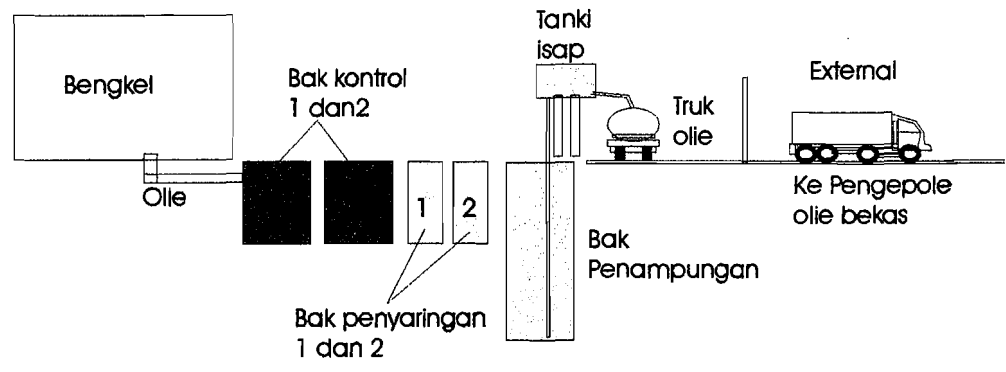 Bengkel
Olie
Bak kontrol
1 dan2
1
2
Bak penyaringan
1 dan 2
Tanki
isap
Truk
olie
Bak
Penampungan
External
Ke Pengepole
olie bekas